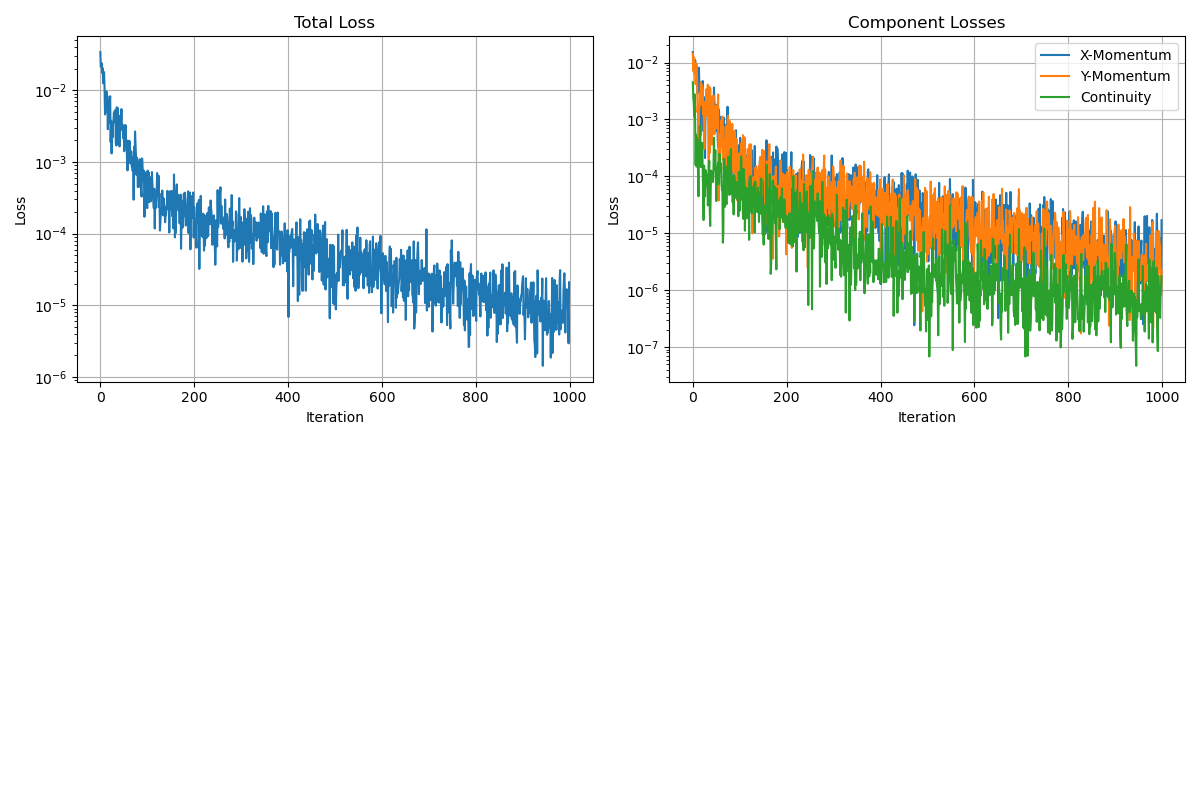 Total Loss
Loss
10⁻²
10⁻³
10⁻⁴
10⁻⁵
10⁻⁶
0 200 400 600 800 1000
Iteration
Component Losses
X-Momentum
Y-Momentum
Continuity
Loss
10⁻²
10⁻³
10⁻⁴
10⁻⁵
10⁻⁶
10⁻⁷
0 200 400 600 800 1000
Iteration